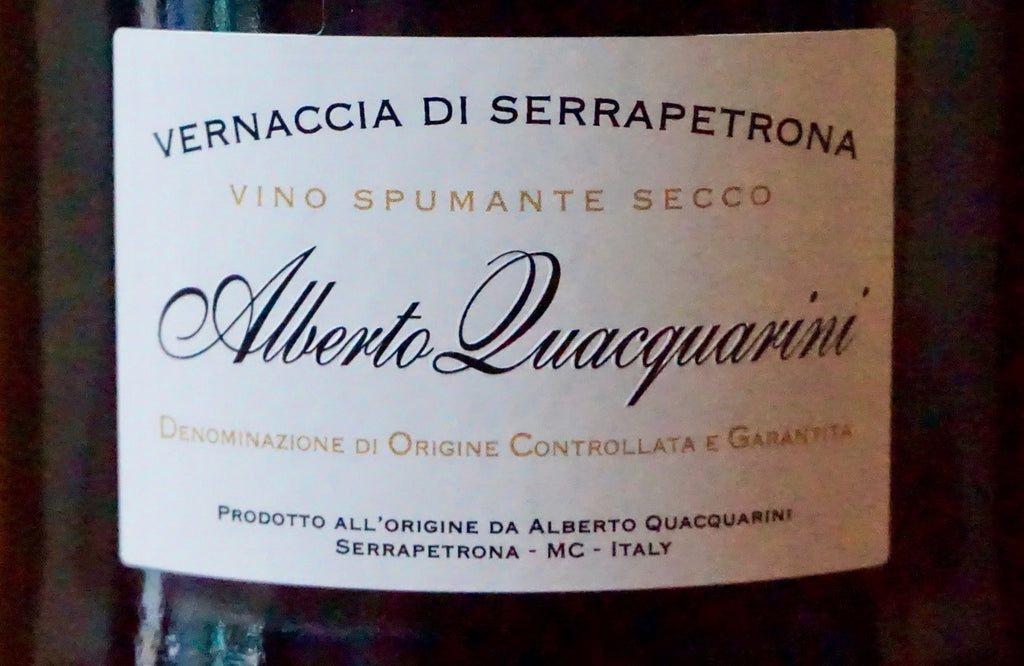 VERNACCIA DI SERRAPETRONA
VINO SPUMANTE SECCO
Alberto Quacquarini
DENOMINAZIONE DI ORIGINE CONTROLLATA E GARANTITA
PRODOTTO ALL'ORIGINE DA ALBERTO QUACQUARINI
SERRAPETRONA - MC - ITALY